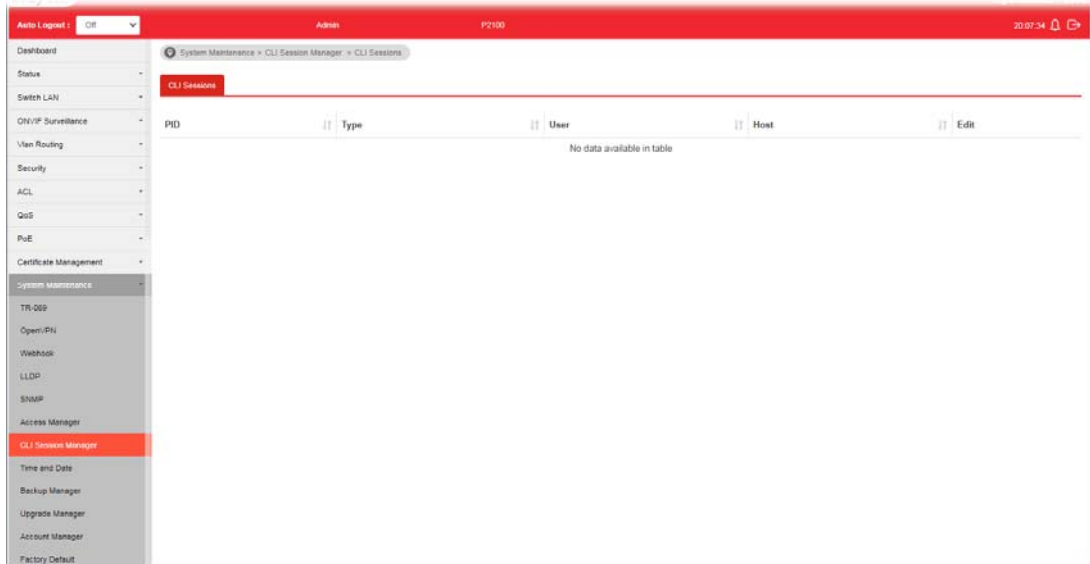 Auto Logout : Off Admin P2100 20:07:34
Dashboard
System Maintenance » CLI Session Manager » CLI Sessions
Status
CLI Sessions
Switch LAN
ONVIF Surveillance
PID Type User Host Edit
Vlan Routing
No data available in table
Security
ACL
QoS
PoE
Certificate Management
System Maintenance
TR-069
OpenVPN
Webhook
LLDP
SNMP
Access Manager
CLI Session Manager
Time and Date
Backup Manager
Upgrade Manager
Account Manager
Factory Default